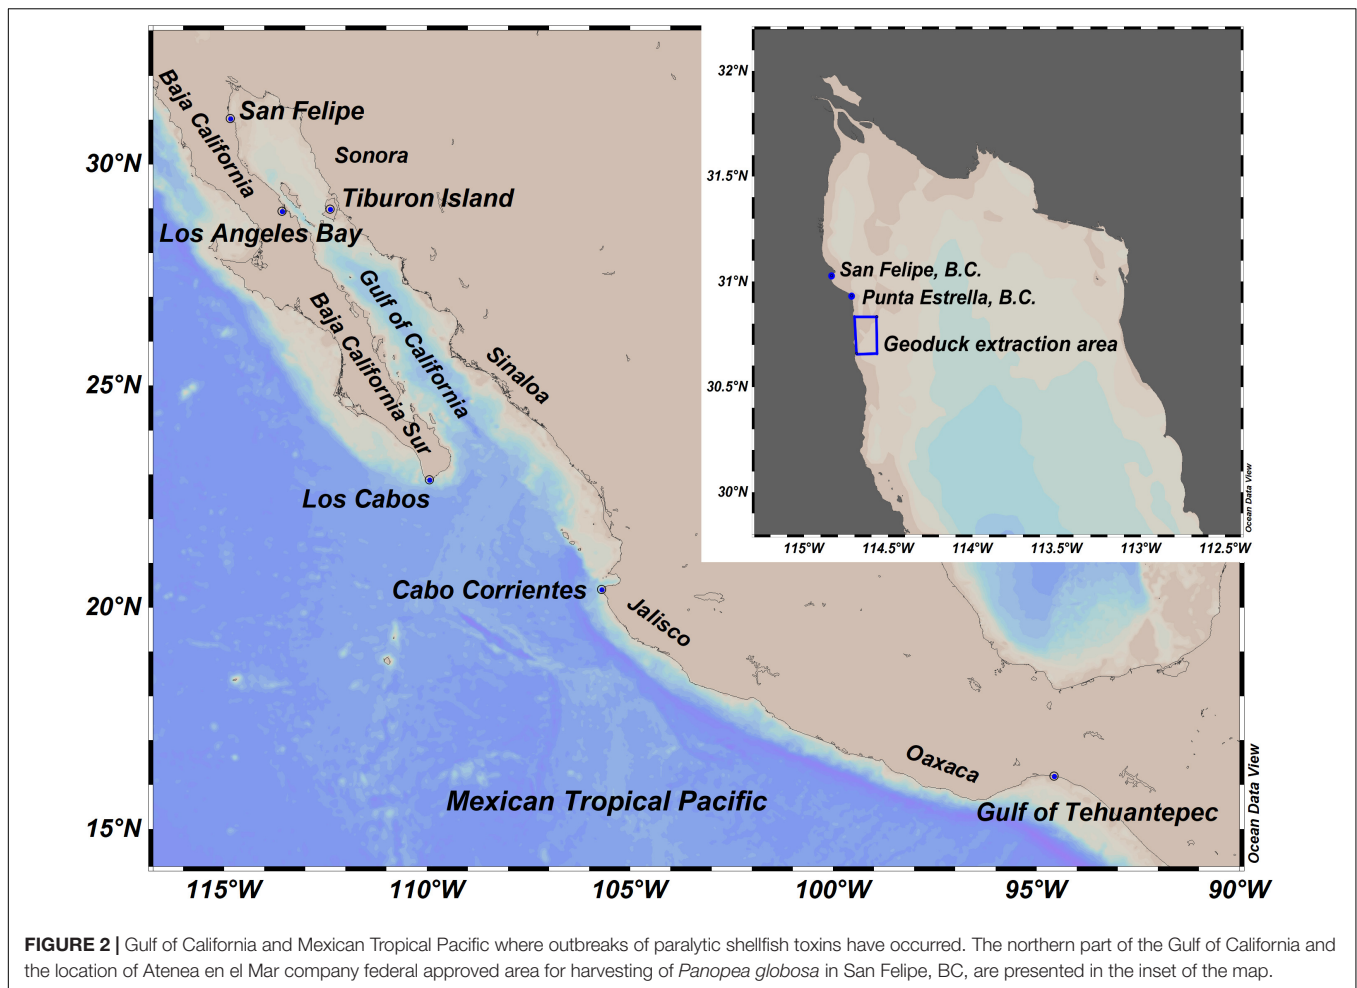 Baja California
San Felipe
Sonora
30°N
Tiburon Island
Los Angeles Bay
Gulf of California
Baja California Sur
Sinaloa
25°N
Los Cabos
Cabo Corrientes
20°N
Jalisco
Mexican Tropical Pacific
Oaxaca
Gulf of Tehuantepec
15°N
Ocean Data View
115°W 110°W 105°W 100°W 95°W 90°W
32°N
31.5°N
San Felipe, B.C.
31°N
Punta Estrella, B.C.
Geoduck extraction area
30.5°N
30°N
Ocean Data View
115°W 114.5°W 114°W 113.5°W 113°W 112.5°W
FIGURE 2 | Gulf of California and Mexican Tropical Pacific where outbreaks of paralytic shellfish toxins have occurred. The northern part of the Gulf of California and
the location of Atenea en el Mar company federal approved area for harvesting of Panopea globosa in San Felipe, BC, are presented in the inset of the map.